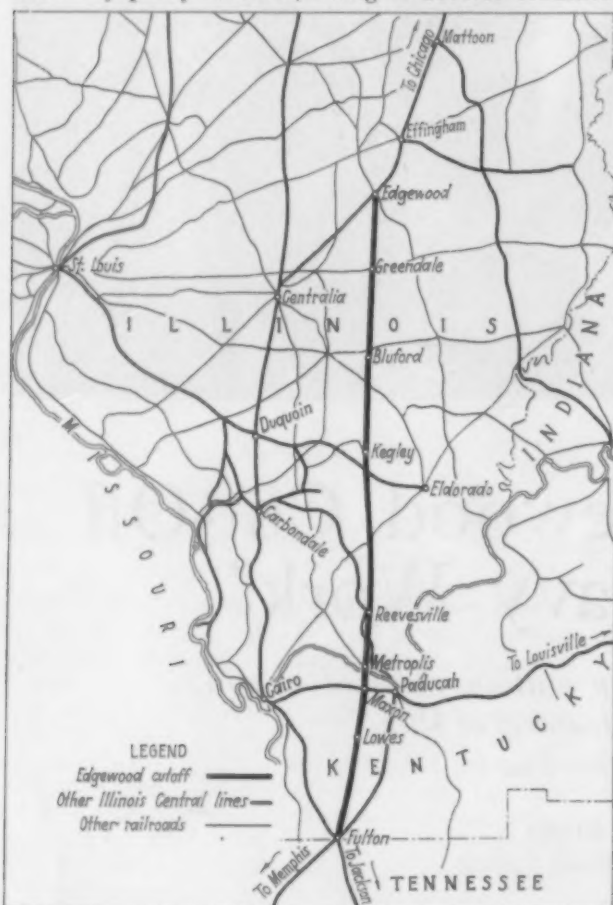 Mattoon
To Chicago
Effingham
Edgewood
St. Louis
Greendale
Centralia
ILLINOIS
INDIANA
Bluford
Duquoin
MISSOURI
Kegley
Eldorado
Carbondale
Reevesville
Metroplis
To Louisville
Cairo
Paducah
Maxon
KENTUCKY
Lowes
LEGEND
Edgewood cutoff
Other Illinois Central lines
Other railroads
Fulton
To Memphis
To Jackson
TENNESSEE